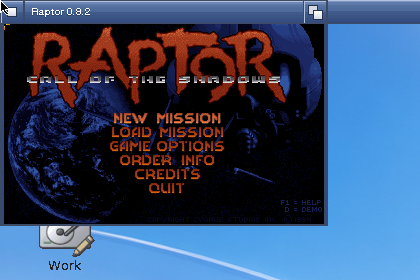 Raptor 0.8.2
RAPTOR
CALL OF THE SHADOWS
NEW MISSION
LOAD MISSION
GAME OPTIONS
ORDER INFO
CREDITS
QUIT
F1 = HELP
D = DEMO
Work